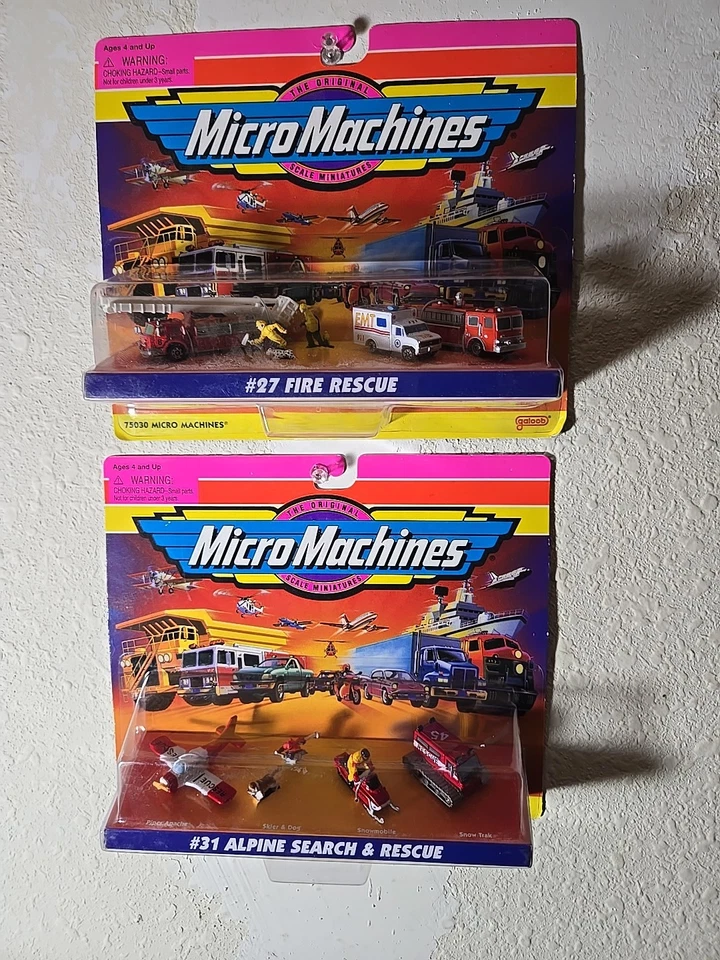 Ages 4 and Up
WARNING:
CHOKING HAZARD-Small parts.
Not for children under 3 years.
THE ORIGINAL
Micro Machines
SCALE MINIATURES
EMT
#27 FIRE RESCUE
75030 MICRO MACHINES®
galoob®
Ages 4 and Up
WARNING:
CHOKING HAZARD-Small parts.
Not for children under 3 years
THE ORIGINAL
Micro Machines
SCALE MINIATURES
45
Piper Apache
Skier & Dog
Snowmobile
Snow Trak
#31 ALPINE SEARCH & RESCUE